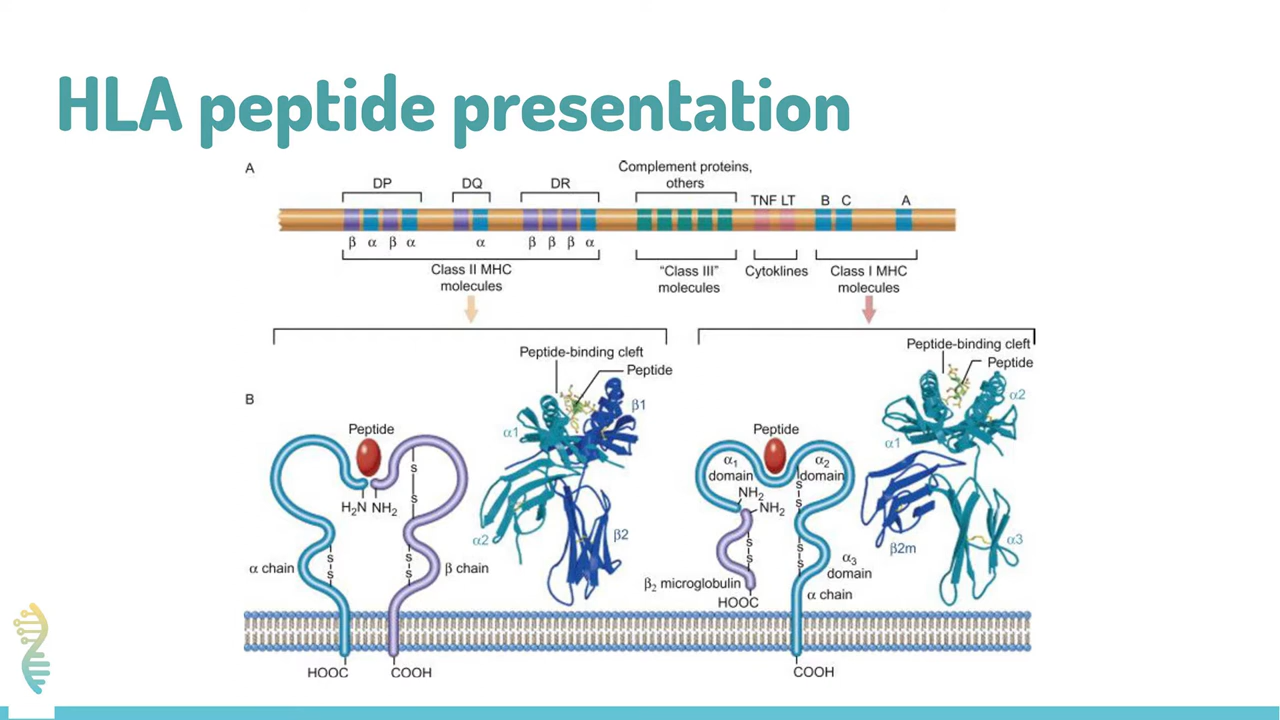 HLA peptide presentation
A
Complement proteins,
others
DP
DQ
DR
TNF LT
B
C
A
β
α
β
α
α
β
β
β
α
Class II MHC
molecules
“Class III”
molecules
Cytoklines
Class I MHC
molecules
B
Peptide-binding cleft
Peptide
β1
α1
α2
β2
Peptide
S
S
H₂N NH₂
S
S
S
S
α chain
β chain
HOOC
COOH
Peptide-binding cleft
Peptide
α2
α1
β2m
α3
Peptide
α₁
domain
α₂
domain
NH₂
NH₂
S
S
S
S
S
S
β₂ microglobulin
HOOC
α₃
domain
α chain
COOH